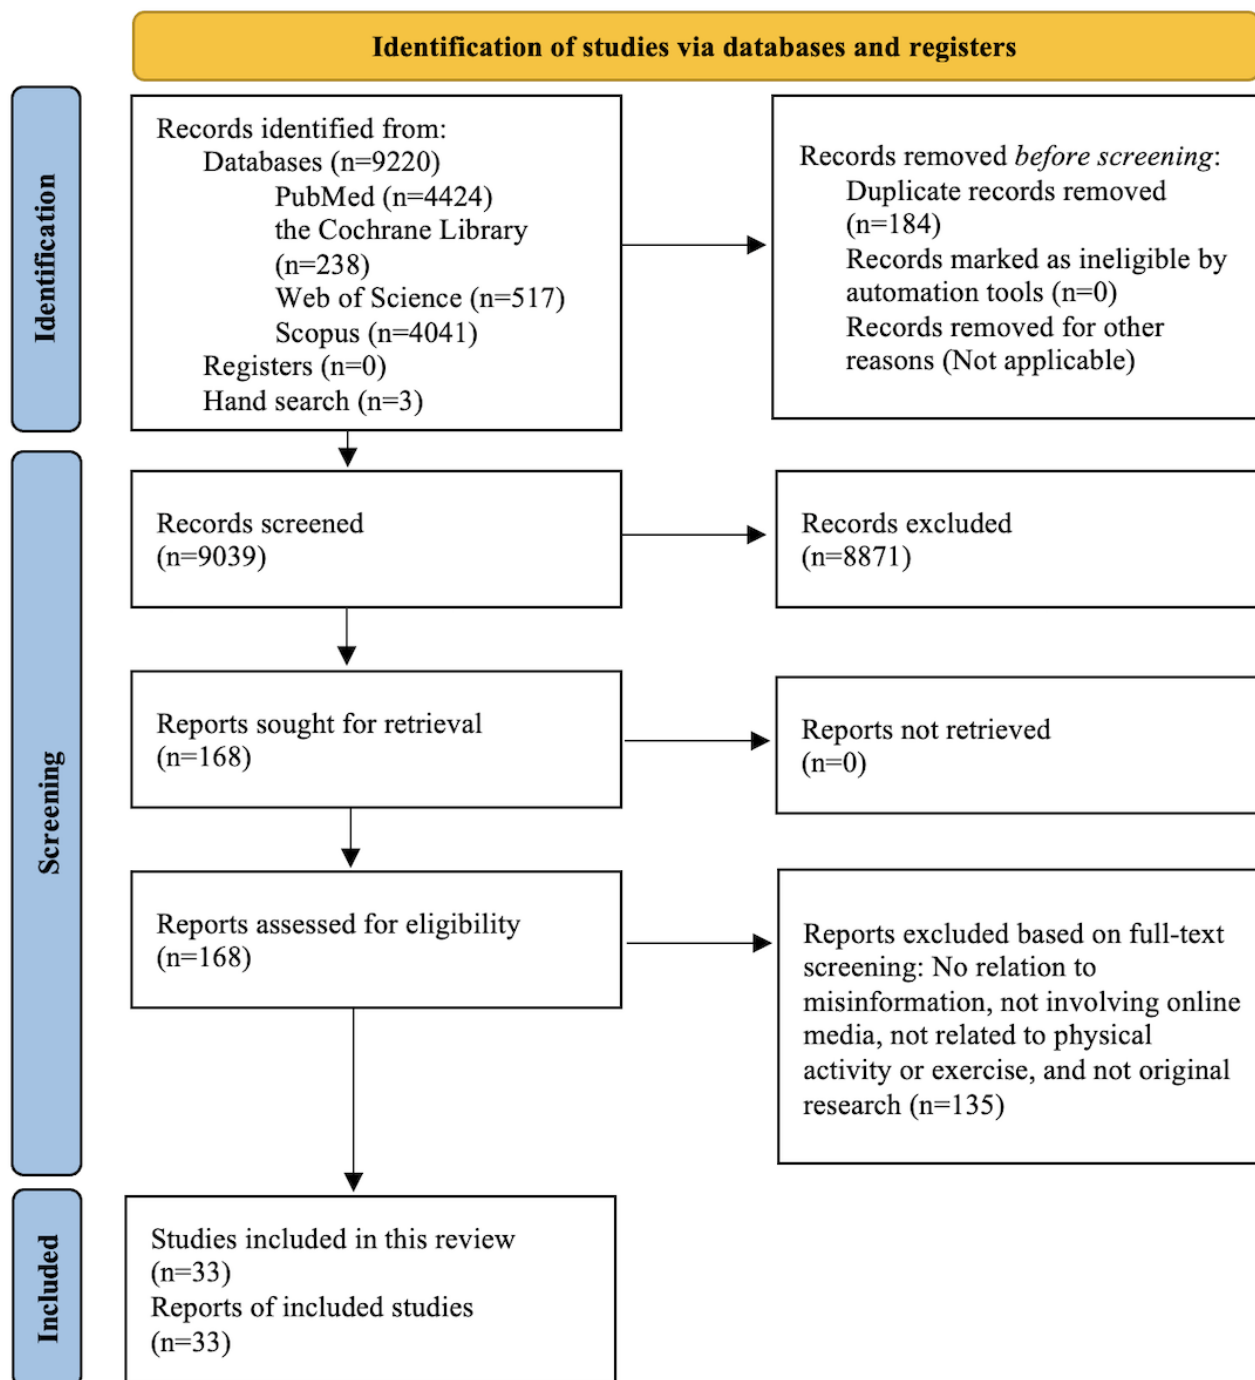 Identification of studies via databases and registers
Identification
Records identified from:
Databases (n=9220)
PubMed (n=4424)
the Cochrane Library
(n=238)
Web of Science (n=517)
Scopus (n=4041)
Registers (n=0)
Hand search (n=3)
Records removed before screening:
Duplicate records removed
(n=184)
Records marked as ineligible by
automation tools (n=0)
Records removed for other
reasons (Not applicable)
Screening
Records screened
(n=9039)
Records excluded
(n=8871)
Reports sought for retrieval
(n=168)
Reports not retrieved
(n=0)
Reports assessed for eligibility
(n=168)
Reports excluded based on full-text
screening: No relation to
misinformation, not involving online
media, not related to physical
activity or exercise, and not original
research (n=135)
Included
Studies included in this review
(n=33)
Reports of included studies
(n=33)